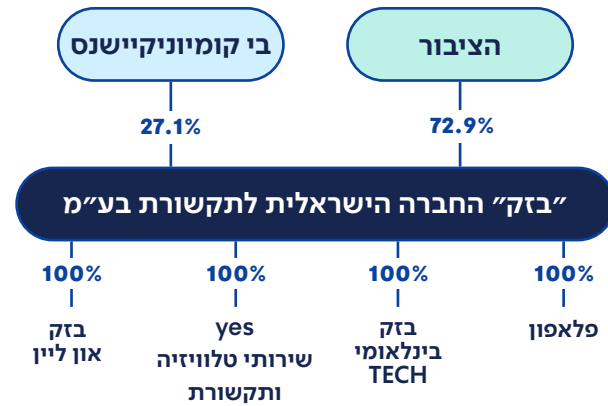 הציבור
בי קומיוניקיישנס
72.9%
27.1%
״בזק״ החברה הישראלית לתקשורת בע״מ
100%
100%
100%
100%
פלאפון
בזק
בינלאומי
TECH
yes
שירותי טלוויזיה
ותקשורת
בזק
און ליין